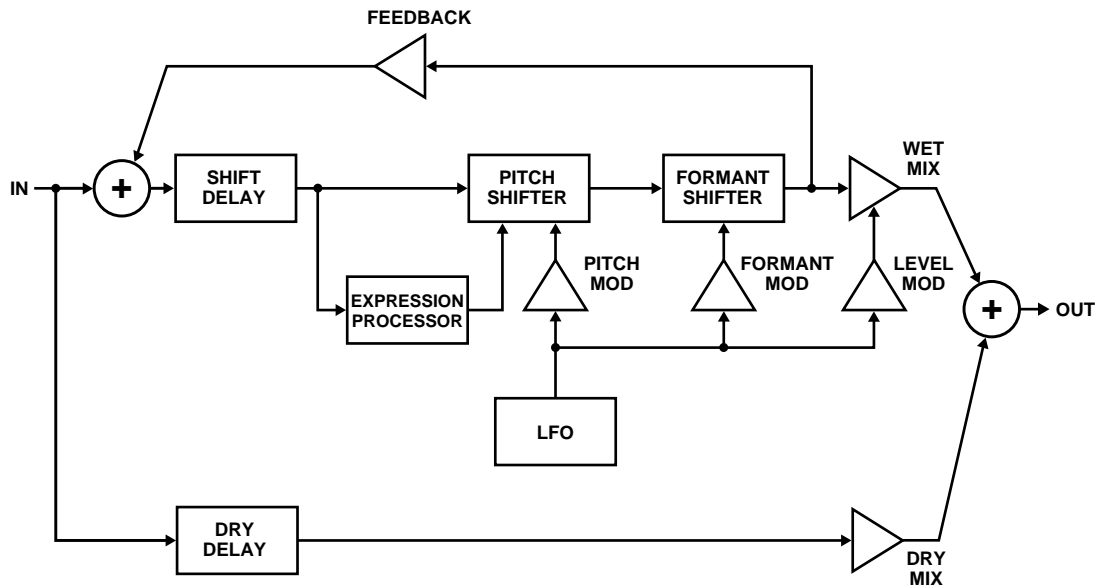 FEEDBACK
IN
+
SHIFT
DELAY
PITCH
SHIFTER
FORMANT
SHIFTER
WET
MIX
EXPRESSION
PROCESSOR
PITCH
MOD
FORMANT
MOD
LEVEL
MOD
+
OUT
LFO
DRY
DELAY
DRY
MIX